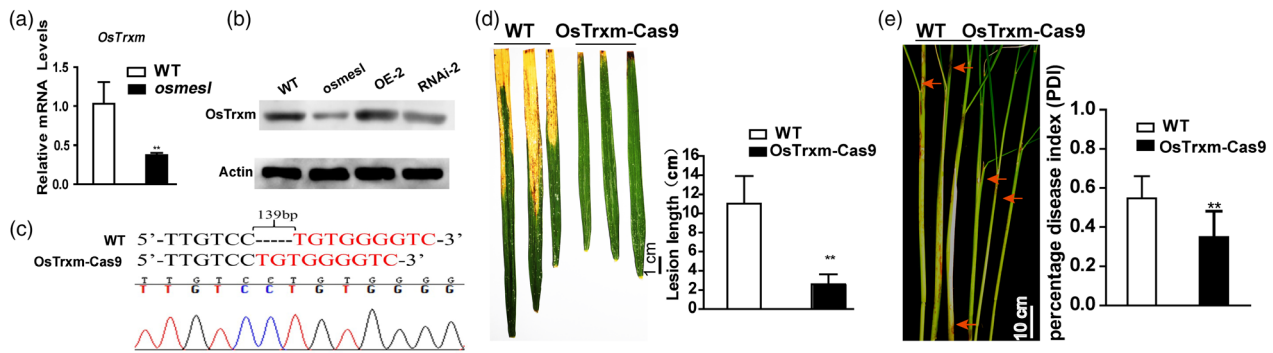 (a)
OsTrxm
Relative mRNA Levels
1.5
1.0
0.5
0.0
WT
osmesl
**
(b)
WT
osmesl
OE-2
RNAi-2
OsTrxm
Actin
(c)
139bp
WT 5’-TTGTCC-----TGTGGGGTC-3’
OsTrxm-Cas9 5’-TTGTCCTGTGGGGTC-3’
T T G T C C T G T G G G G
T T G T C C T G T G G G G
(d)
WT OsTrxm-Cas9
1 cm
WT
OsTrxm-Cas9
Lesion length (cm)
16
14
12
10
8
6
4
2
0
**
(e)
WT OsTrxm-Cas9
10 cm
percentage disease index (PDI)
1.0
0.8
0.6
0.4
0.2
0.0
WT
OsTrxm-Cas9
**